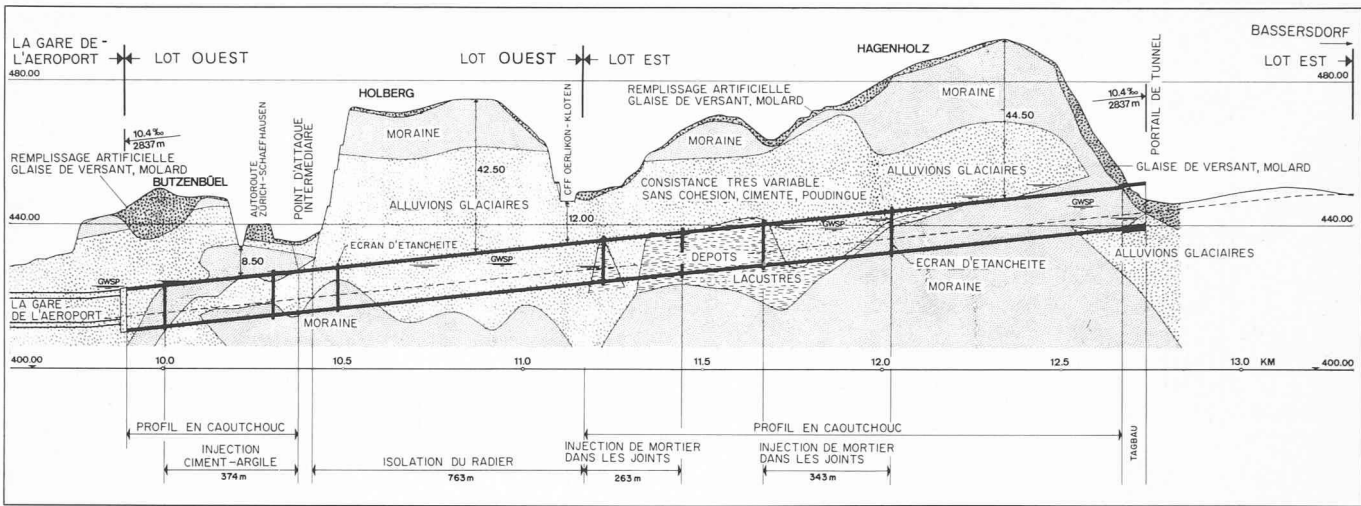 LA GARE DE -
L'AEROPORT
LOT OUEST
LOT OUEST
LOT EST
BASSERSDORF
LOT EST
480.00
480.00
HAGENHOLZ
HOLBERG
BUTZENBÜEL
10.4‰
2837 m
10.4‰
2837 m
REMPLISSAGE ARTIFICIELLE
GLAISE DE VERSANT, MOLARD
AUTOROUTE
ZÜRICH-SCHAEFHAUSEN
POINT D'ATTAQUE
INTERMEDIAIRE
MORAINE
42.50
ALLUVIONS GLACIAIRES
CFF OERLIKON-KLOTEN
12.00
REMPLISSAGE ARTIFICIELLE
GLAISE DE VERSANT, MOLARD
MORAINE
MORAINE
44.50
PORTAIL DE TUNNEL
GLAISE DE VERSANT, MOLARD
CONSISTANCE TRES VARIABLE:
SANS COHESION, CIMENTE, POUDINGUE
ALLUVIONS
GLACIAIRES
440.00
440.00
8.50
ECRAN D'ETANCHEITE
GWSP
GWSP
GWSP
GWSP
GWSP
DEPOTS
LACUSTRES
ECRAN D'ETANCHEITE
MORAINE
ALLUVIONS
GLACIAIRES
LA GARE
DE L'AEROPORT
MORAINE
400.00
10.0
10.5
11.0
11.5
12.0
12.5
13.0
KM
400.00
PROFIL EN CAOUTCHOUC
PROFIL EN CAOUTCHOUC
TAGBAU
INJECTION
CIMENT-ARGILE
374 m
ISOLATION DU RADIER
763 m
INJECTION DE MORTIER
DANS LES JOINTS
263 m
INJECTION DE MORTIER
DANS LES JOINTS
343 m